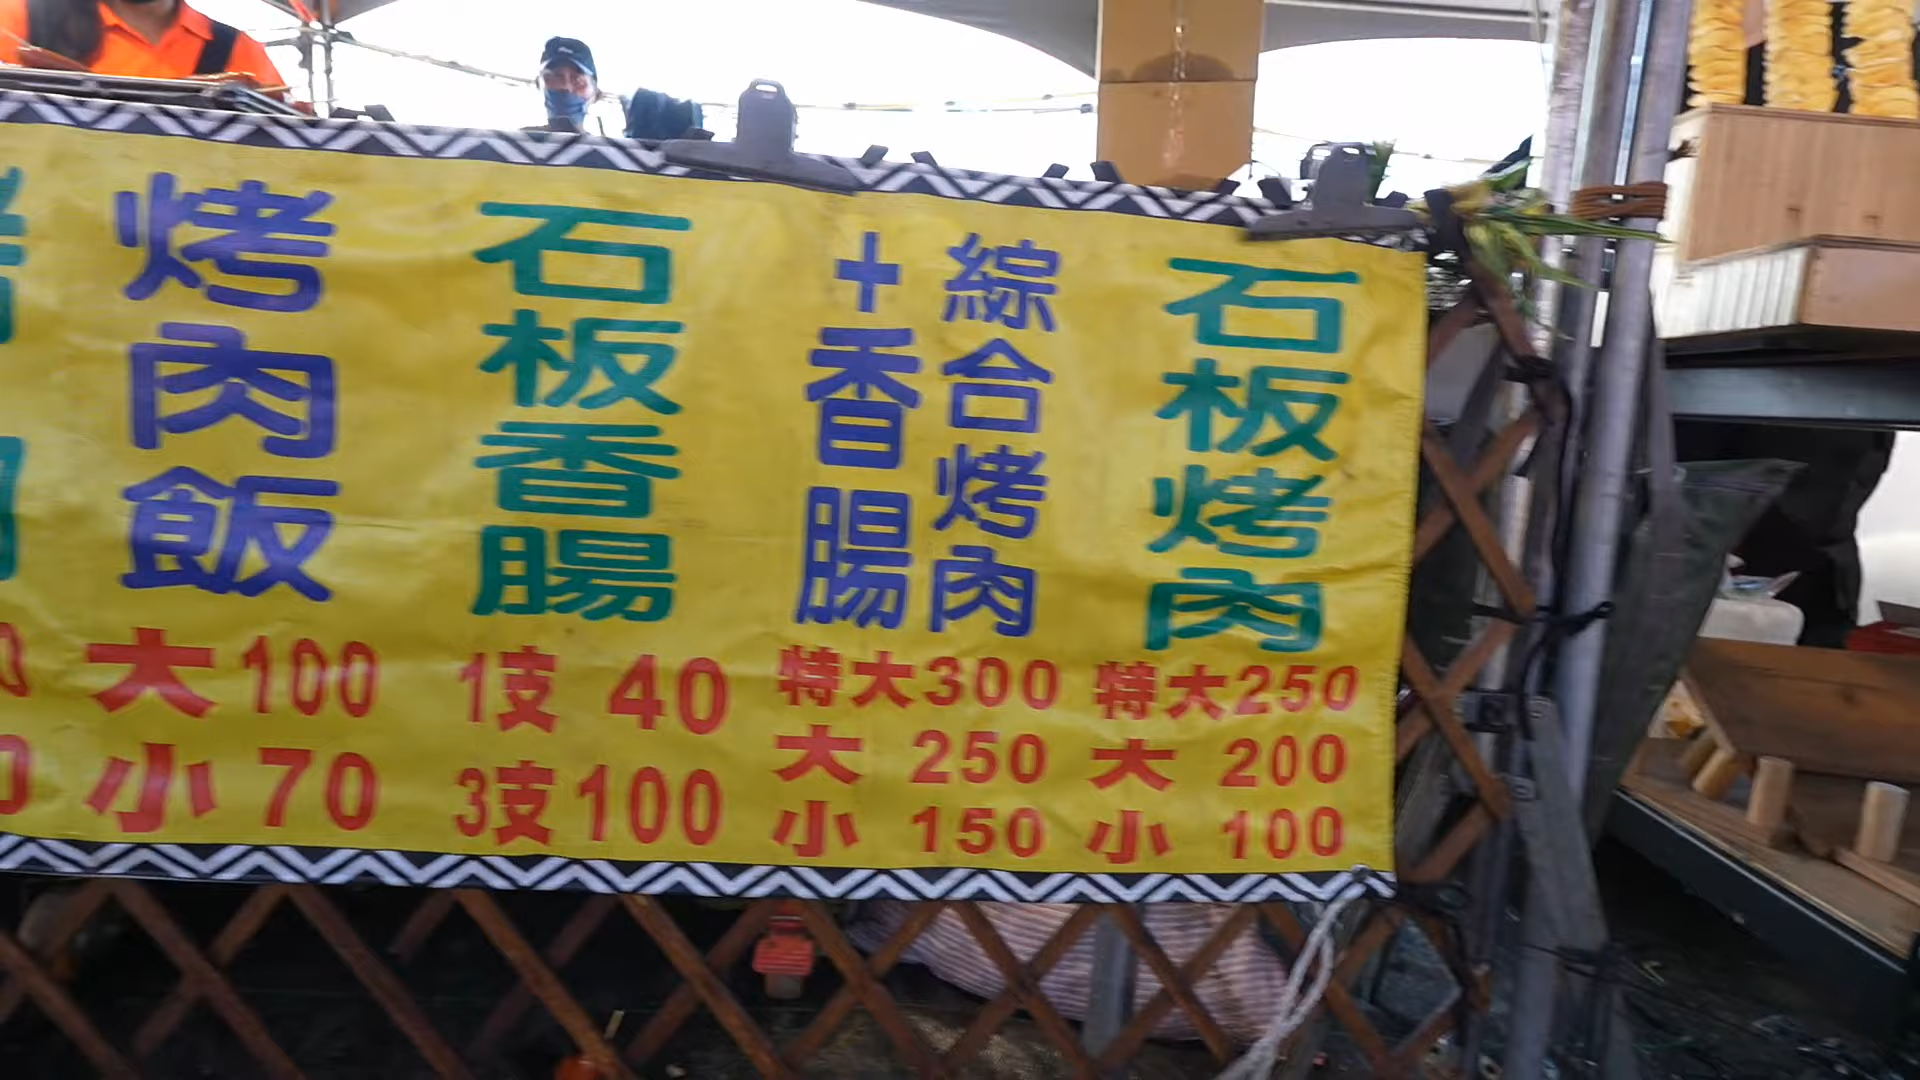 石板烤肉
特大250
大 200
小 100
綜合烤肉
+香腸
特大300
大 250
小 150
石板香腸
1支 40
3支100
烤肉飯
大100
小 70